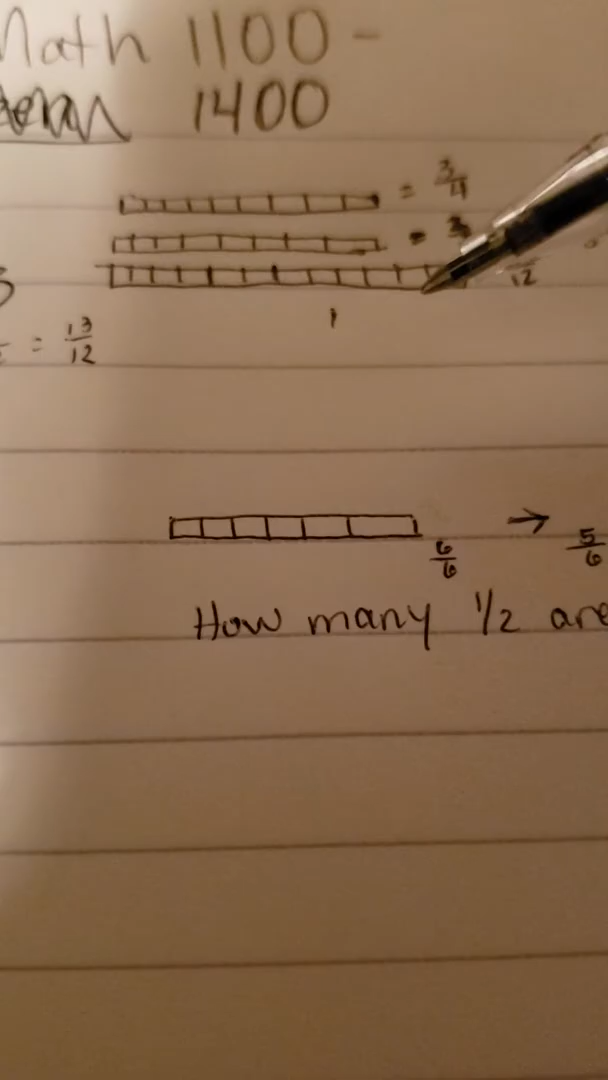 Math 1100 -
1400
= 3/4
12
= 13/12
6/6 → 5/6
How many 1/2 are